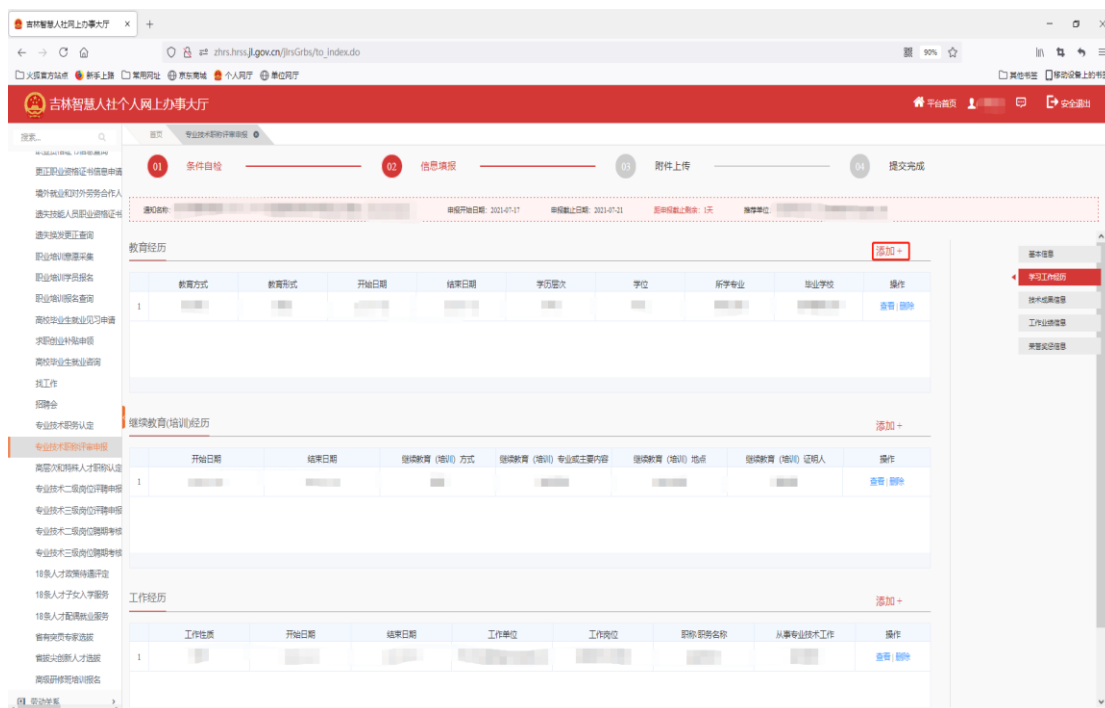 吉林智慧人社网上办事大厅 × +
zhrs.hrss.jl.gov.cn/jlrsGrbs/to_index.do 90%
火狐官方站点 新手上路 常用网址 京东商城 个人网厅 单位网厅 其他书签 移动设备上的书签
吉林智慧人社个人网上办事大厅 平台首页 安全退出
搜索... 首页 专业技术职称评审申报
01 条件自检 02 信息填报 03 附件上传 04 提交完成
更正职业资格证书信息申请
境外就业和对外劳务合作人
遗失技能人员职业资格证书
遗失换发更正查询
职业培训意愿采集
职业培训学员报名
职业培训报名查询
高校毕业生就业见习申请
求职创业补贴申领
高校毕业生就业咨询
找工作
招聘会
专业技术职务认定
专业技术职称评审申报
高层次和特殊人才职称认定
专业技术二级岗位评聘申报
专业技术三级岗位评聘申报
专业技术二级岗位聘期考核
专业技术三级岗位聘期考核
18条人才政策待遇评定
18条人才子女入学服务
18条人才配偶就业服务
省有突贡专家选拔
省拔尖创新人才选拔
高级研修班培训报名
劳动关系
通知名称: 申报开始日期: 2021-07-17 申报截止日期: 2021-07-21 距申报截止剩余: 1天 推荐单位:
教育经历 添加 +
教育方式 教育形式 开始日期 结束日期 学历层次 学位 所学专业 毕业学校 操作
1 查看 | 删除
继续教育(培训)经历 添加 +
开始日期 结束日期 继续教育（培训）方式 继续教育（培训）专业或主要内容 继续教育（培训）地点 继续教育（培训）证明人 操作
1 查看 | 删除
工作经历 添加 +
工作性质 开始日期 结束日期 工作单位 工作岗位 职称/职务名称 从事专业技术工作 操作
1 查看 | 删除
基本信息
学习工作经历
技术成果信息
工作业绩信息
荣誉奖惩信息